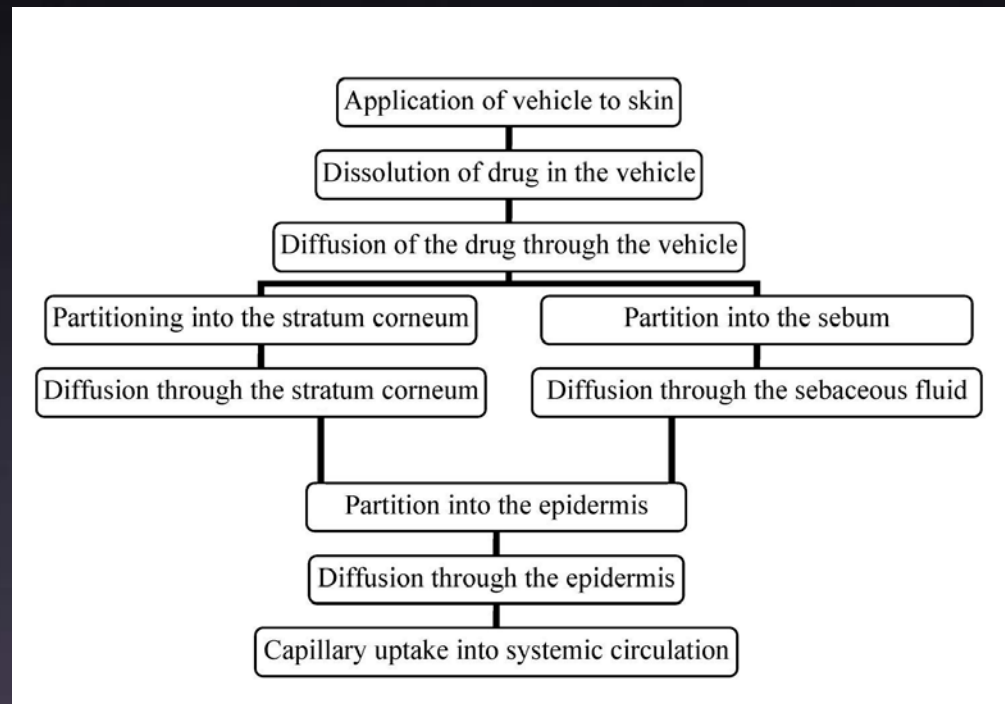 Application of vehicle to skin
Dissolution of drug in the vehicle
Diffusion of the drug through the vehicle
Partitioning into the stratum corneum
Partition into the sebum
Diffusion through the stratum corneum
Diffusion through the sebaceous fluid
Partition into the epidermis
Diffusion through the epidermis
Capillary uptake into systemic circulation